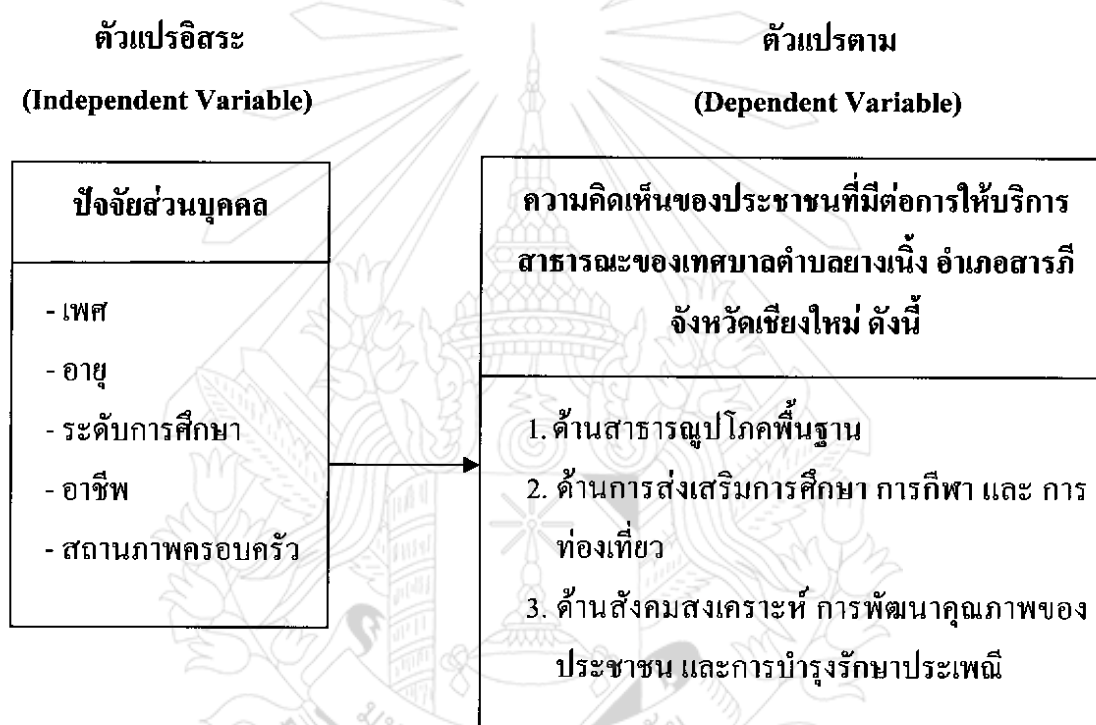 ตัวแปรอิสระ
(Independent Variable)
ปัจจัยส่วนบุคคล
- เพศ
- อายุ
- ระดับการศึกษา
- อาชีพ
- สถานภาพครอบครัว
ตัวแปรตาม
(Dependent Variable)
ความคิดเห็นของประชาชนที่มีต่อการให้บริการ
สาธารณะของเทศบาลตำบลยางเนิ้ง อำเภอสารภี
จังหวัดเชียงใหม่ ดังนี้
1. ด้านสาธารณูปโภคพื้นฐาน
2. ด้านการส่งเสริมการศึกษา การกีฬา และ การ
ท่องเที่ยว
3. ด้านสังคมสงเคราะห์ การพัฒนาคุณภาพของ
ประชาชน และการบำรุงรักษาประเพณี